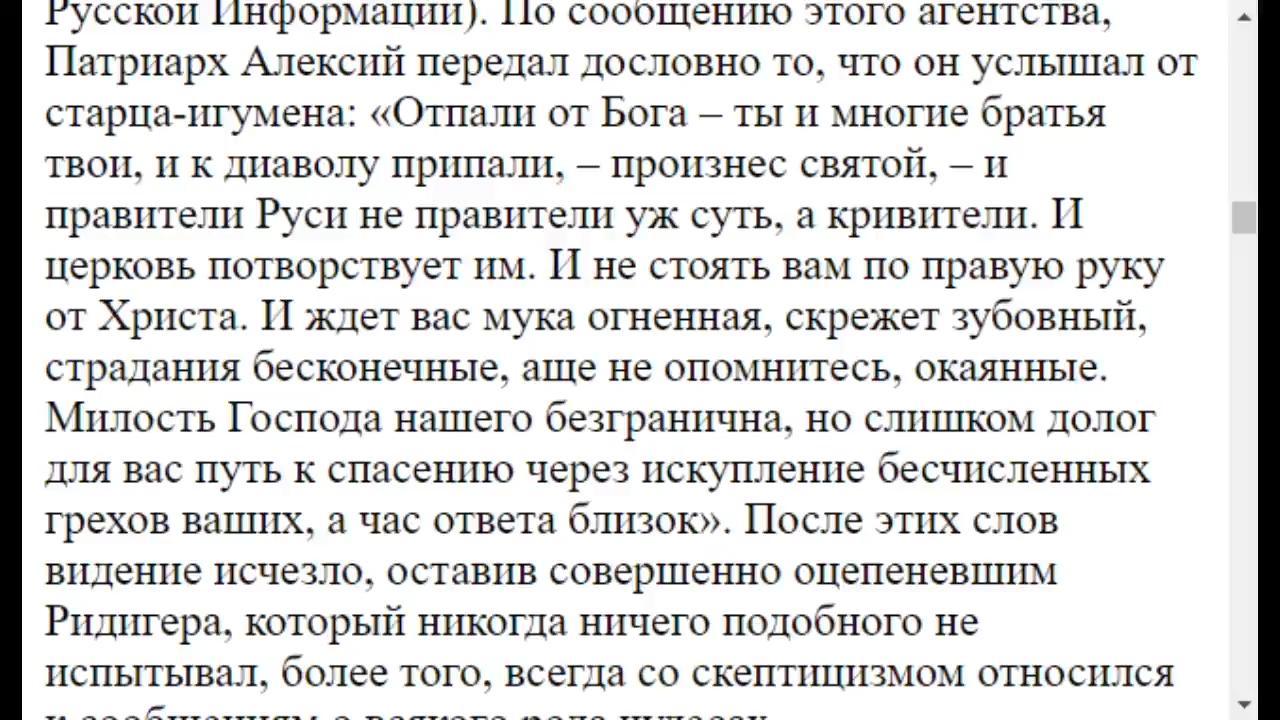 Русской Информации). По сообщению этого агентства,
Патриарх Алексий передал дословно то, что он услышал от
старца-игумена: «Отпали от Бога – ты и многие братья
твои, и к диаволу припали, – произнес святой, – и
правители Руси не правители уж суть, а кривители. И
церковь потворствует им. И не стоять вам по правую руку
от Христа. И ждет вас мука огненная, скрежет зубовный,
страдания бесконечные, аще не опомнитесь, окаянные.
Милость Господа нашего безгранична, но слишком долог
для вас путь к спасению через искупление бесчисленных
грехов ваших, а час ответа близок». После этих слов
видение исчезло, оставив совершенно оцепеневшим
Ридигера, который никогда ничего подобного не
испытывал, более того, всегда со скептицизмом относился
к сообщениям о всякого рода чудесах